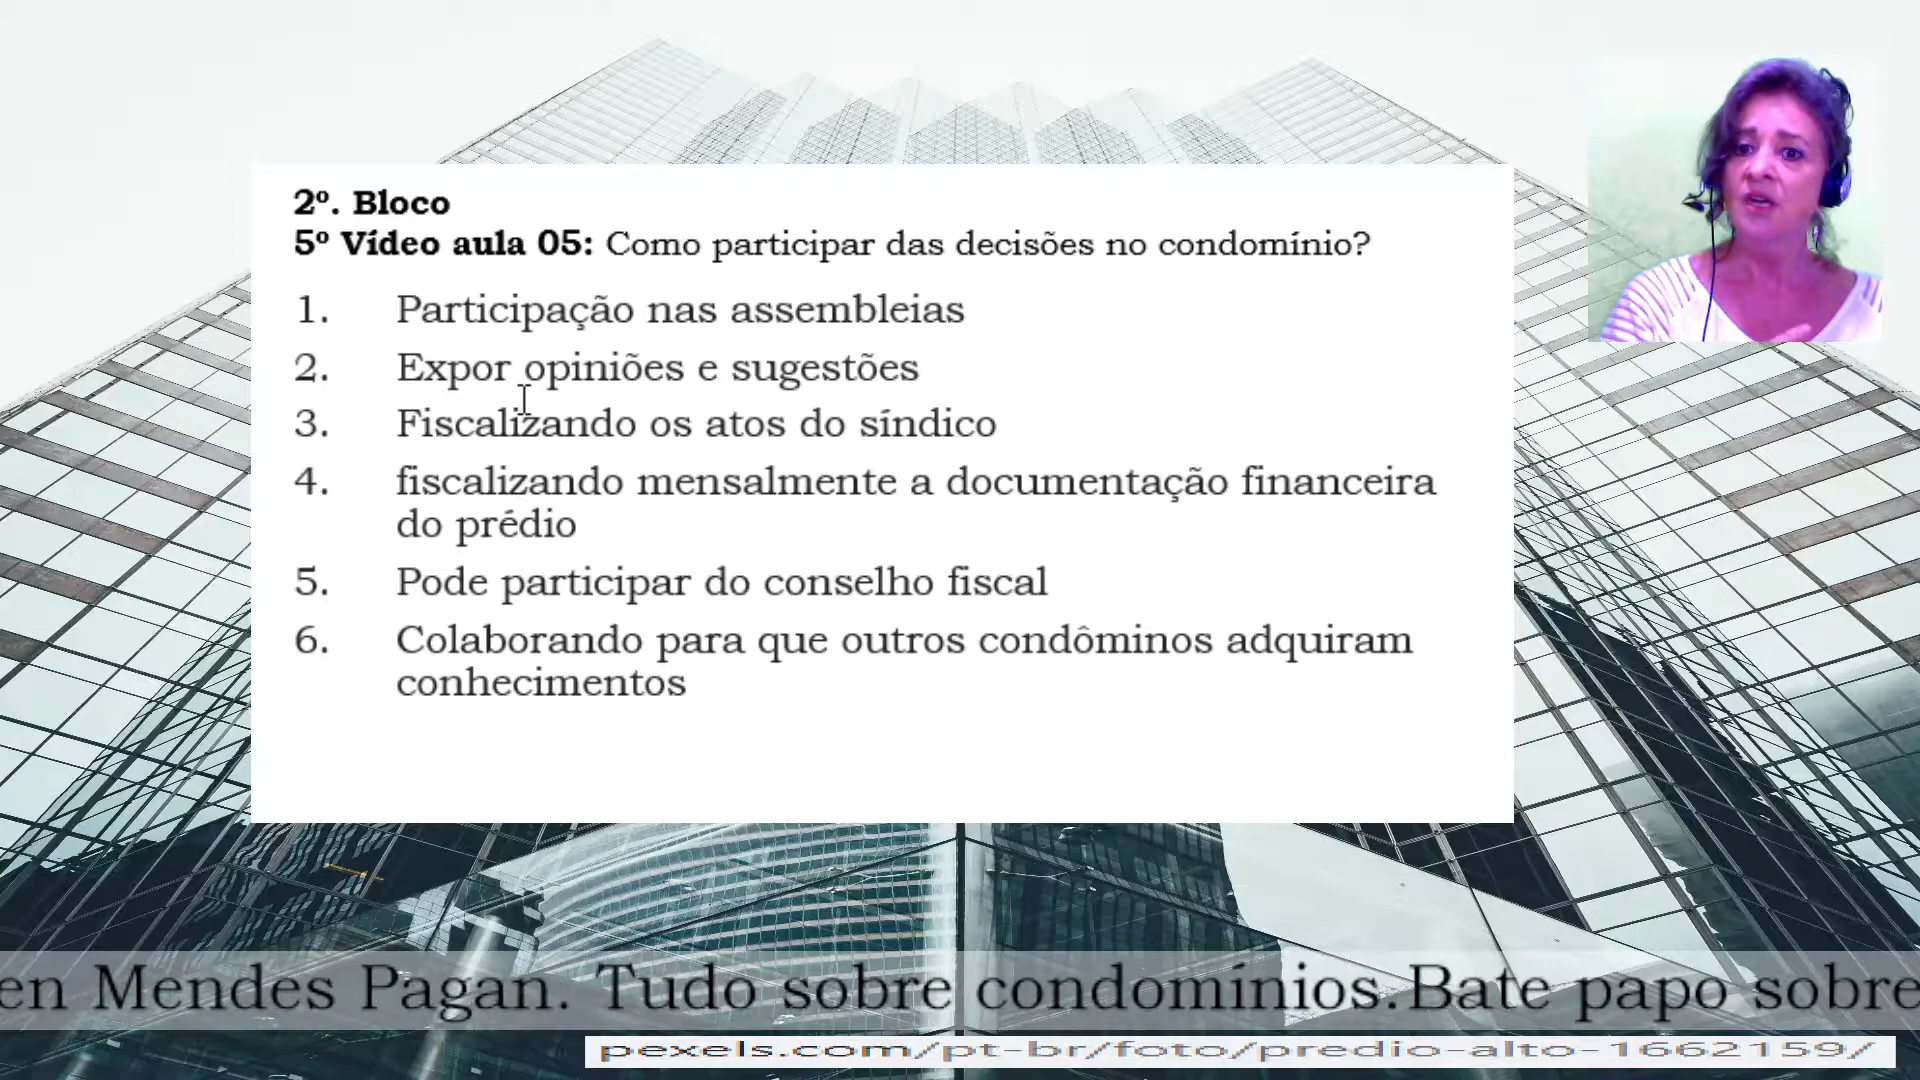 2º. Bloco
5º Vídeo aula 05: Como participar das decisões no condomínio?
1. Participação nas assembleias
2. Expor opiniões e sugestões
3. Fiscalizando os atos do síndico
4. fiscalizando mensalmente a documentação financeira
do prédio
5. Pode participar do conselho fiscal
6. Colaborando para que outros condôminos adquiram
conhecimentos
en Mendes Pagan. Tudo sobre condomínios.Bate papo sobre
pexels.com/pt-br/foto/predio-alto-1662159/